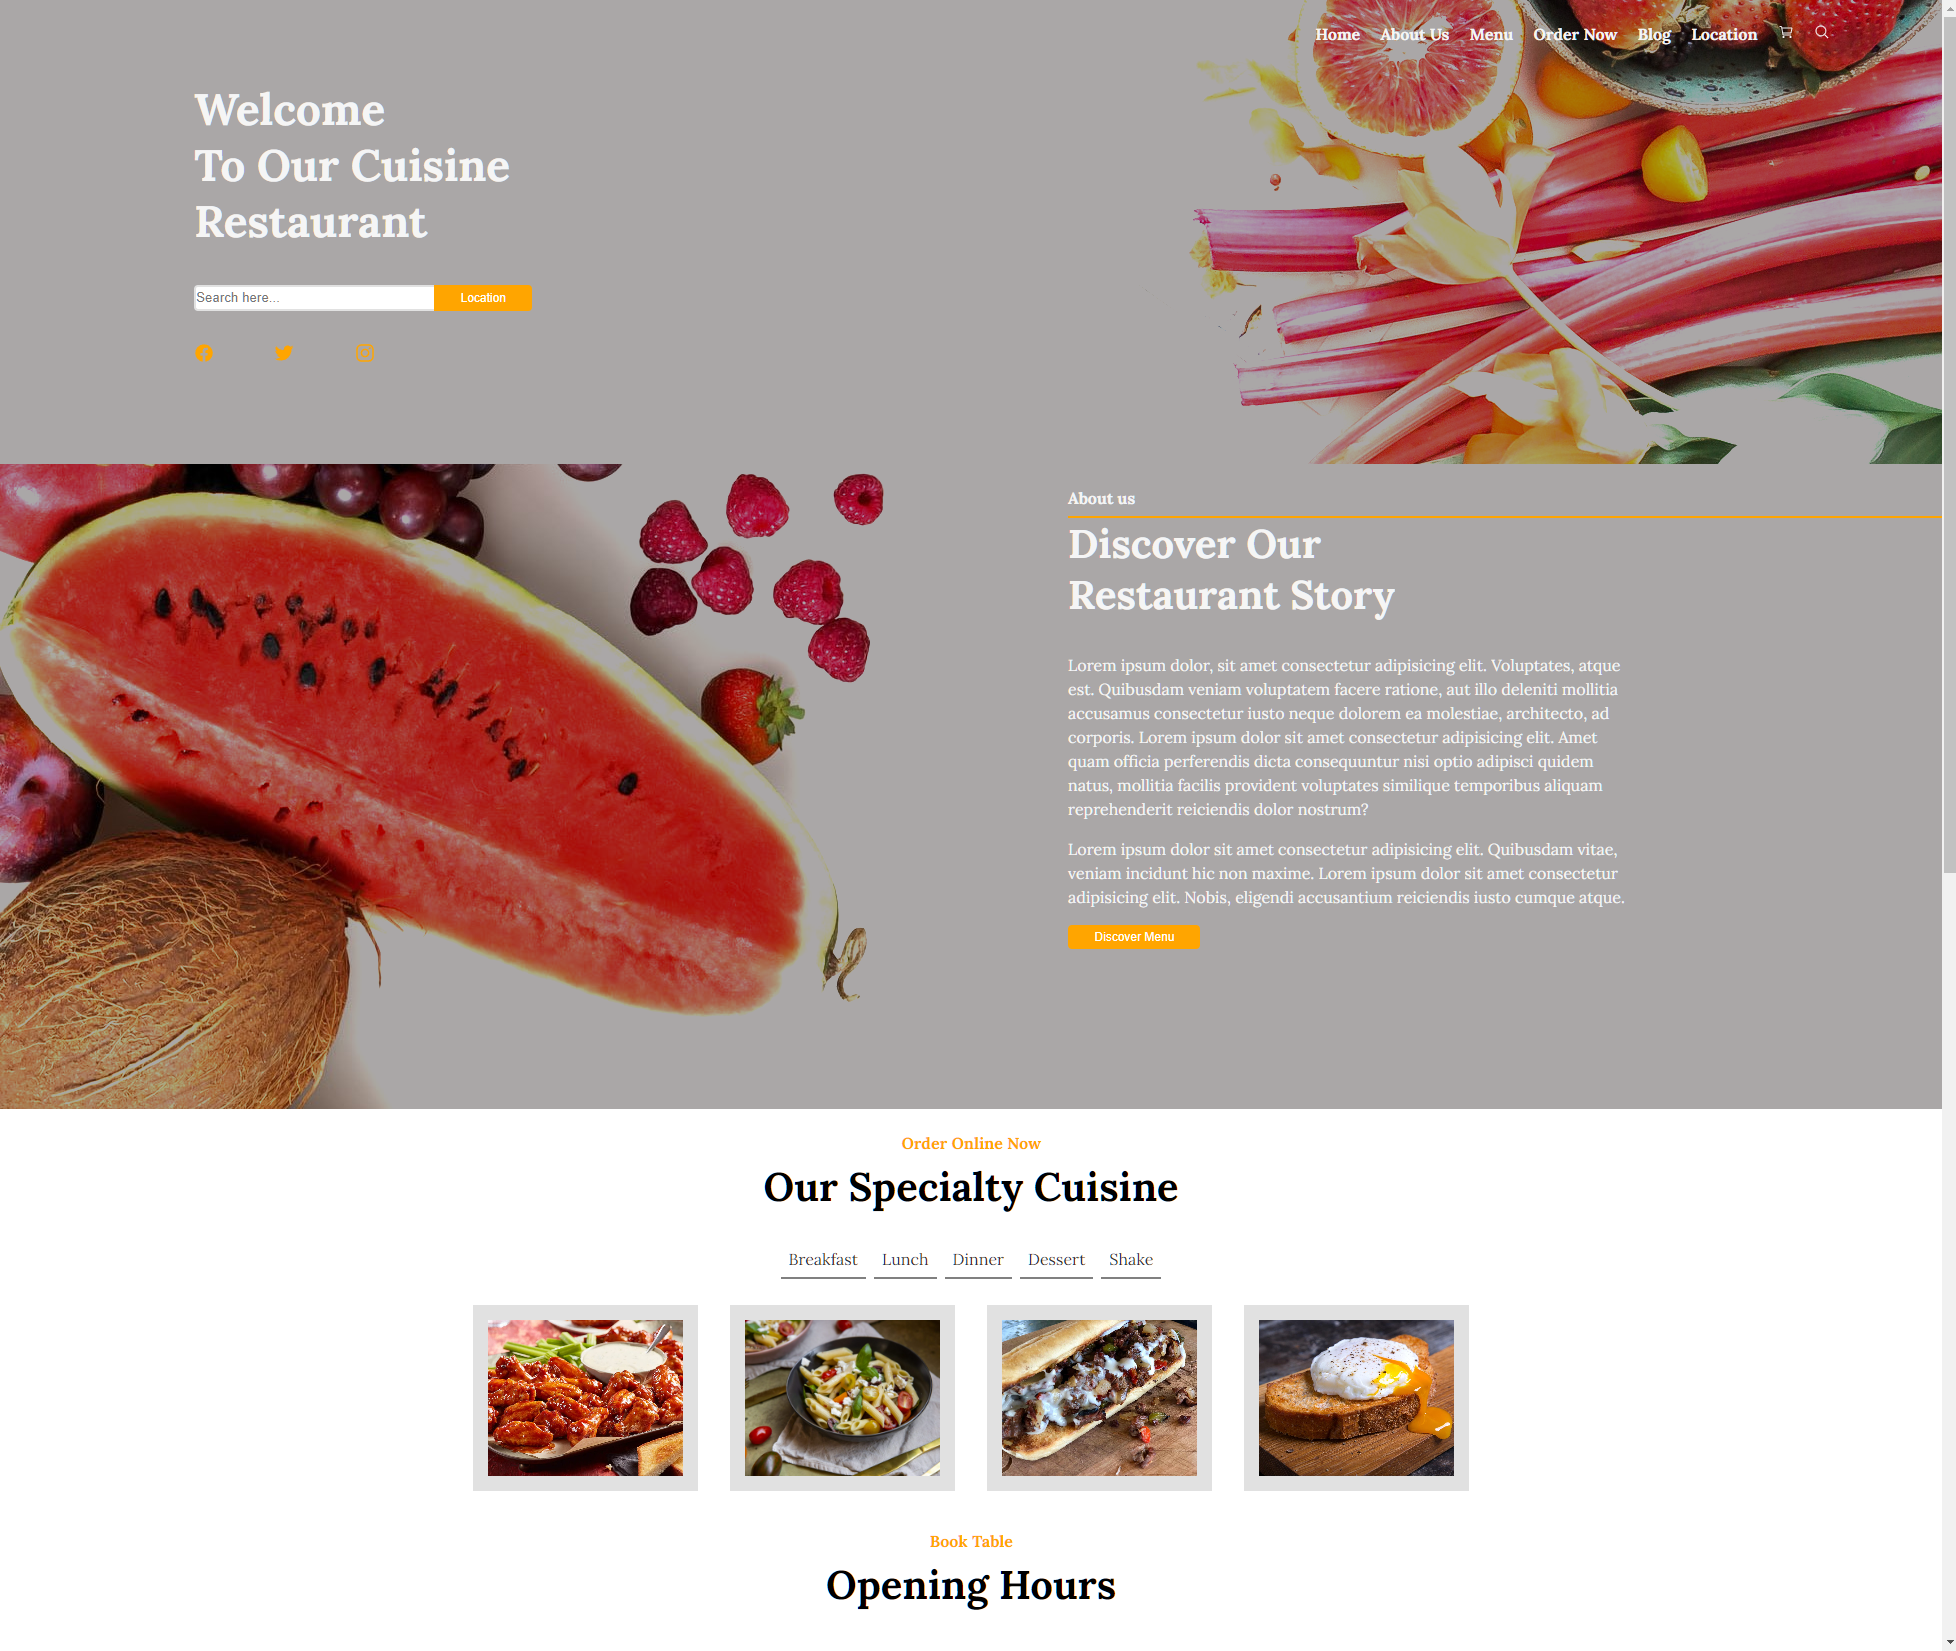 Home About Us Menu Order Now Blog Location
Welcome
To Our Cuisine
Restaurant
Search here... Location
About us
Discover Our
Restaurant Story
Lorem ipsum dolor, sit amet consectetur adipisicing elit. Voluptates, atque
est. Quibusdam veniam voluptatem facere ratione, aut illo deleniti mollitia
accusamus consectetur iusto neque dolorem ea molestiae, architecto, ad
corporis. Lorem ipsum dolor sit amet consectetur adipisicing elit. Amet
quam officia perferendis dicta consequuntur nisi optio adipisci quidem
natus, mollitia facilis provident voluptates similique temporibus aliquam
reprehenderit reiciendis dolor nostrum?
Lorem ipsum dolor sit amet consectetur adipisicing elit. Quibusdam vitae,
veniam incidunt hic non maxime. Lorem ipsum dolor sit amet consectetur
adipisicing elit. Nobis, eligendi accusantium reiciendis iusto cumque atque.
Discover Menu
Order Online Now
Our Specialty Cuisine
Breakfast Lunch Dinner Dessert Shake
Book Table
Opening Hours